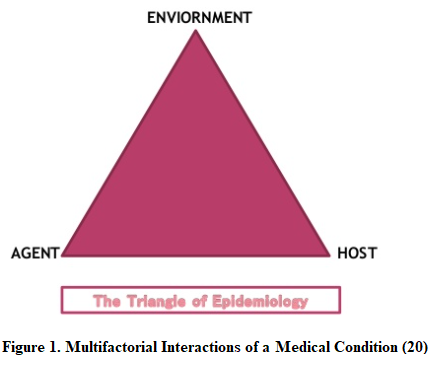 ENVIORNMENT
AGENT
HOST
The Triangle of Epidemiology
Figure 1. Multifactorial Interactions of a Medical Condition (20)